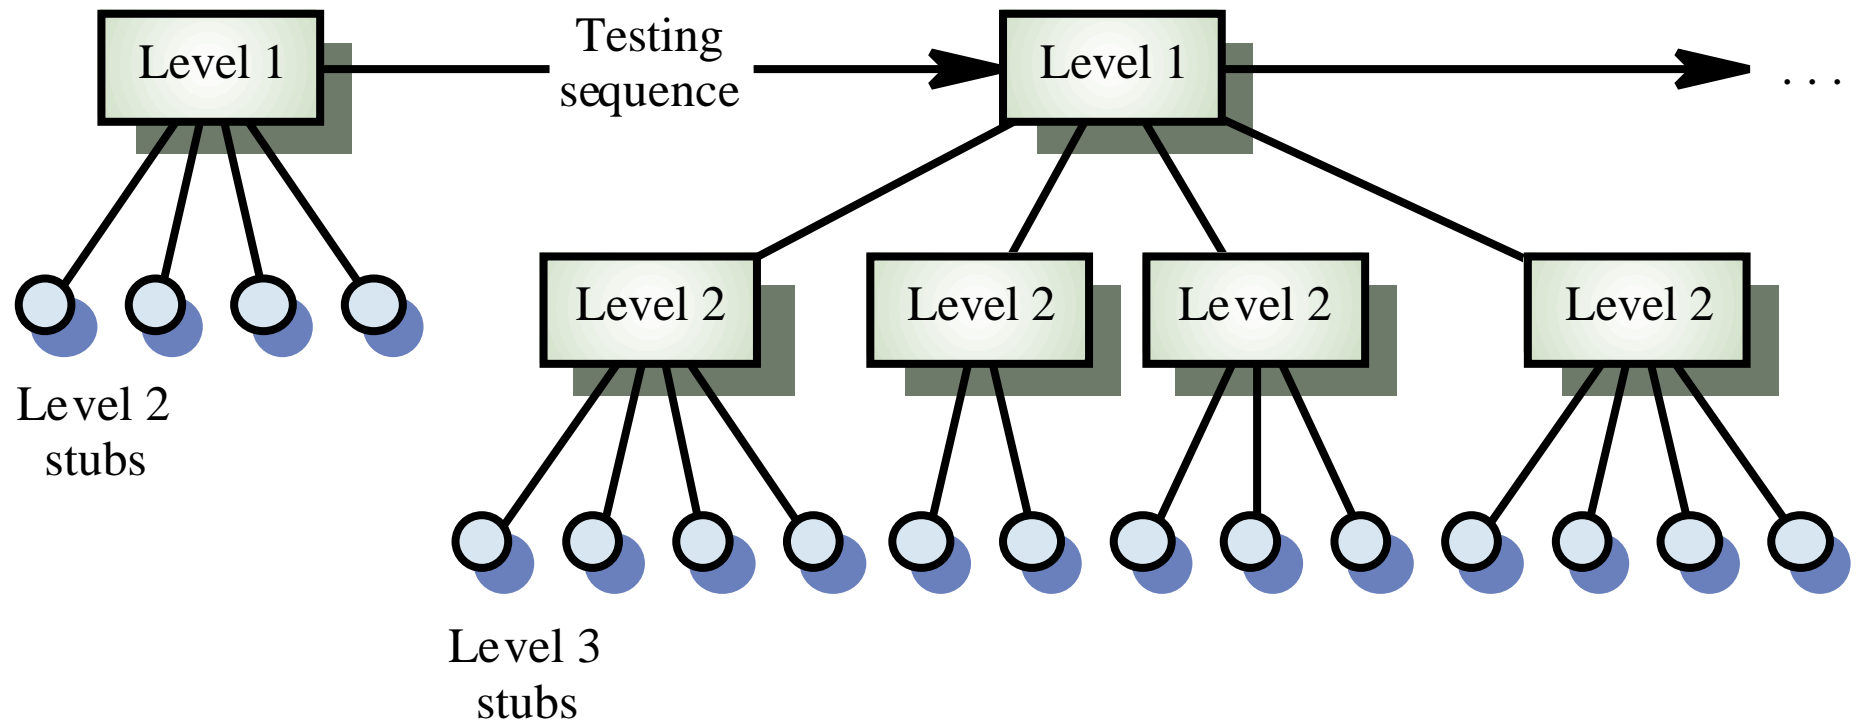 Level 1
Testing
sequence
Level 1
. . .
Level 2
Level 2
Level 2
Level 2
Level 2
stubs
Level 3
stubs